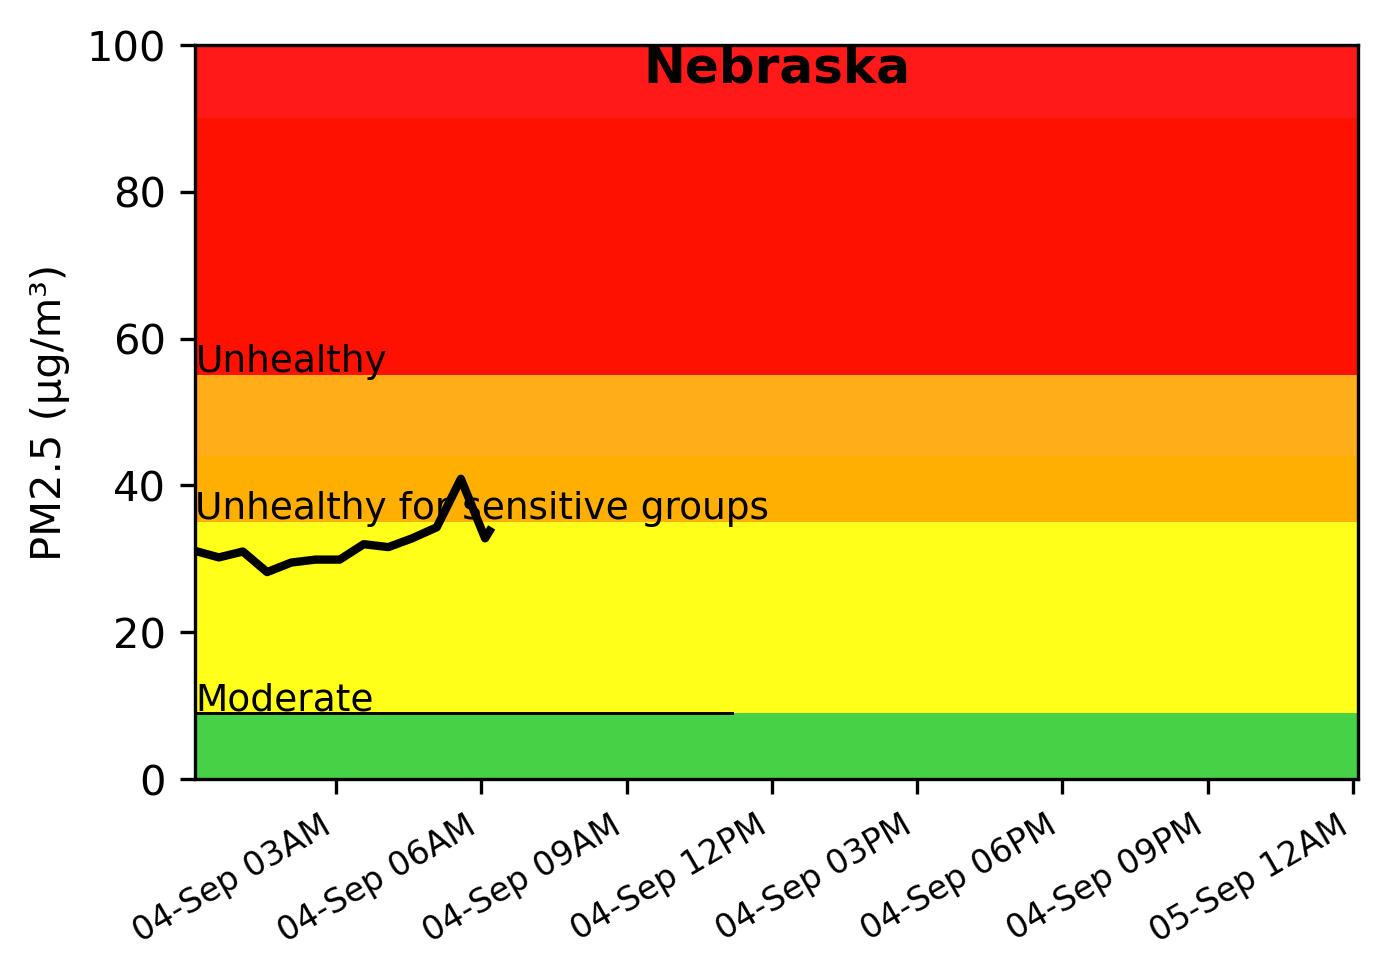 Nebraska
100
80
60
40
20
0
PM2.5 (µg/m³)
Unhealthy
Unhealthy for sensitive groups
Moderate
04-Sep 03AM
04-Sep 06AM
04-Sep 09AM
04-Sep 12PM
04-Sep 03PM
04-Sep 06PM
04-Sep 09PM
05-Sep 12AM